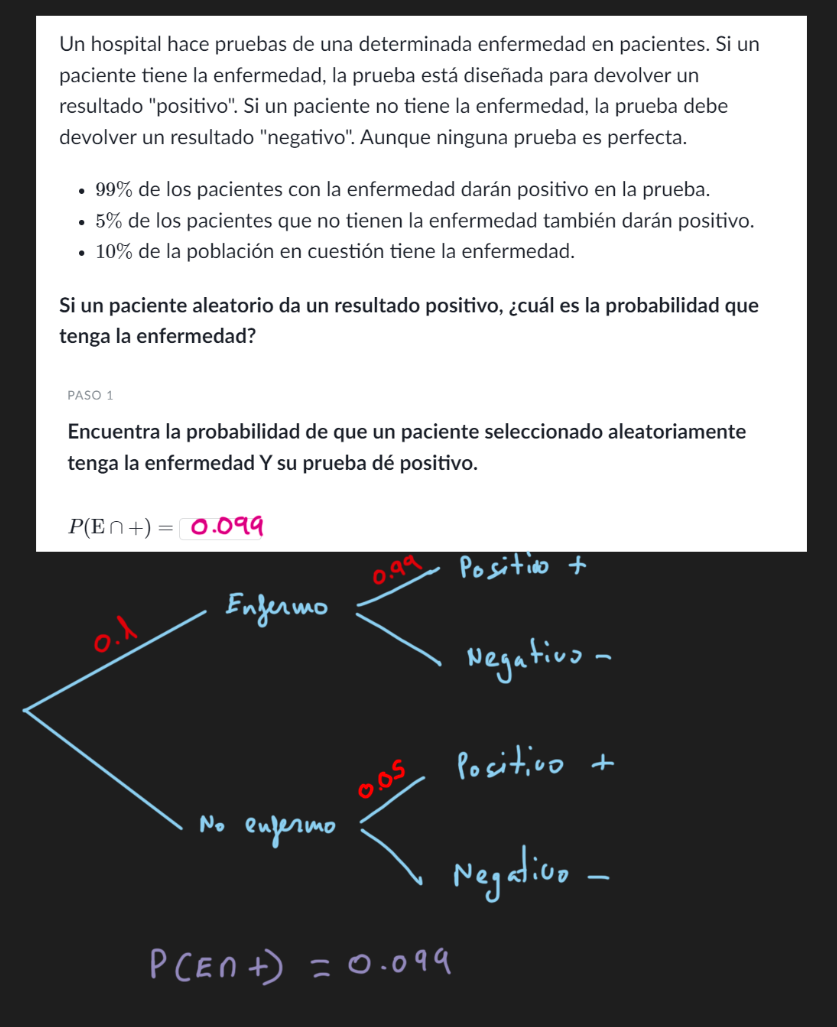 Un hospital hace pruebas de una determinada enfermedad en pacientes. Si un
paciente tiene la enfermedad, la prueba está diseñada para devolver un
resultado "positivo". Si un paciente no tiene la enfermedad, la prueba debe
devolver un resultado "negativo". Aunque ninguna prueba es perfecta.
• 99% de los pacientes con la enfermedad darán positivo en la prueba.
• 5% de los pacientes que no tienen la enfermedad también darán positivo.
• 10% de la población en cuestión tiene la enfermedad.
Si un paciente aleatorio da un resultado positivo, ¿cuál es la probabilidad que
tenga la enfermedad?
PASO 1
Encuentra la probabilidad de que un paciente seleccionado aleatoriamente
tenga la enfermedad Y su prueba dé positivo.
P(E ∩ +) = 0.099
0.99 Positivo +
Enfermo
0.1
Negativo -
Positivo +
0.05
No enfermo
Negativo -
P(E∩+) = 0.099